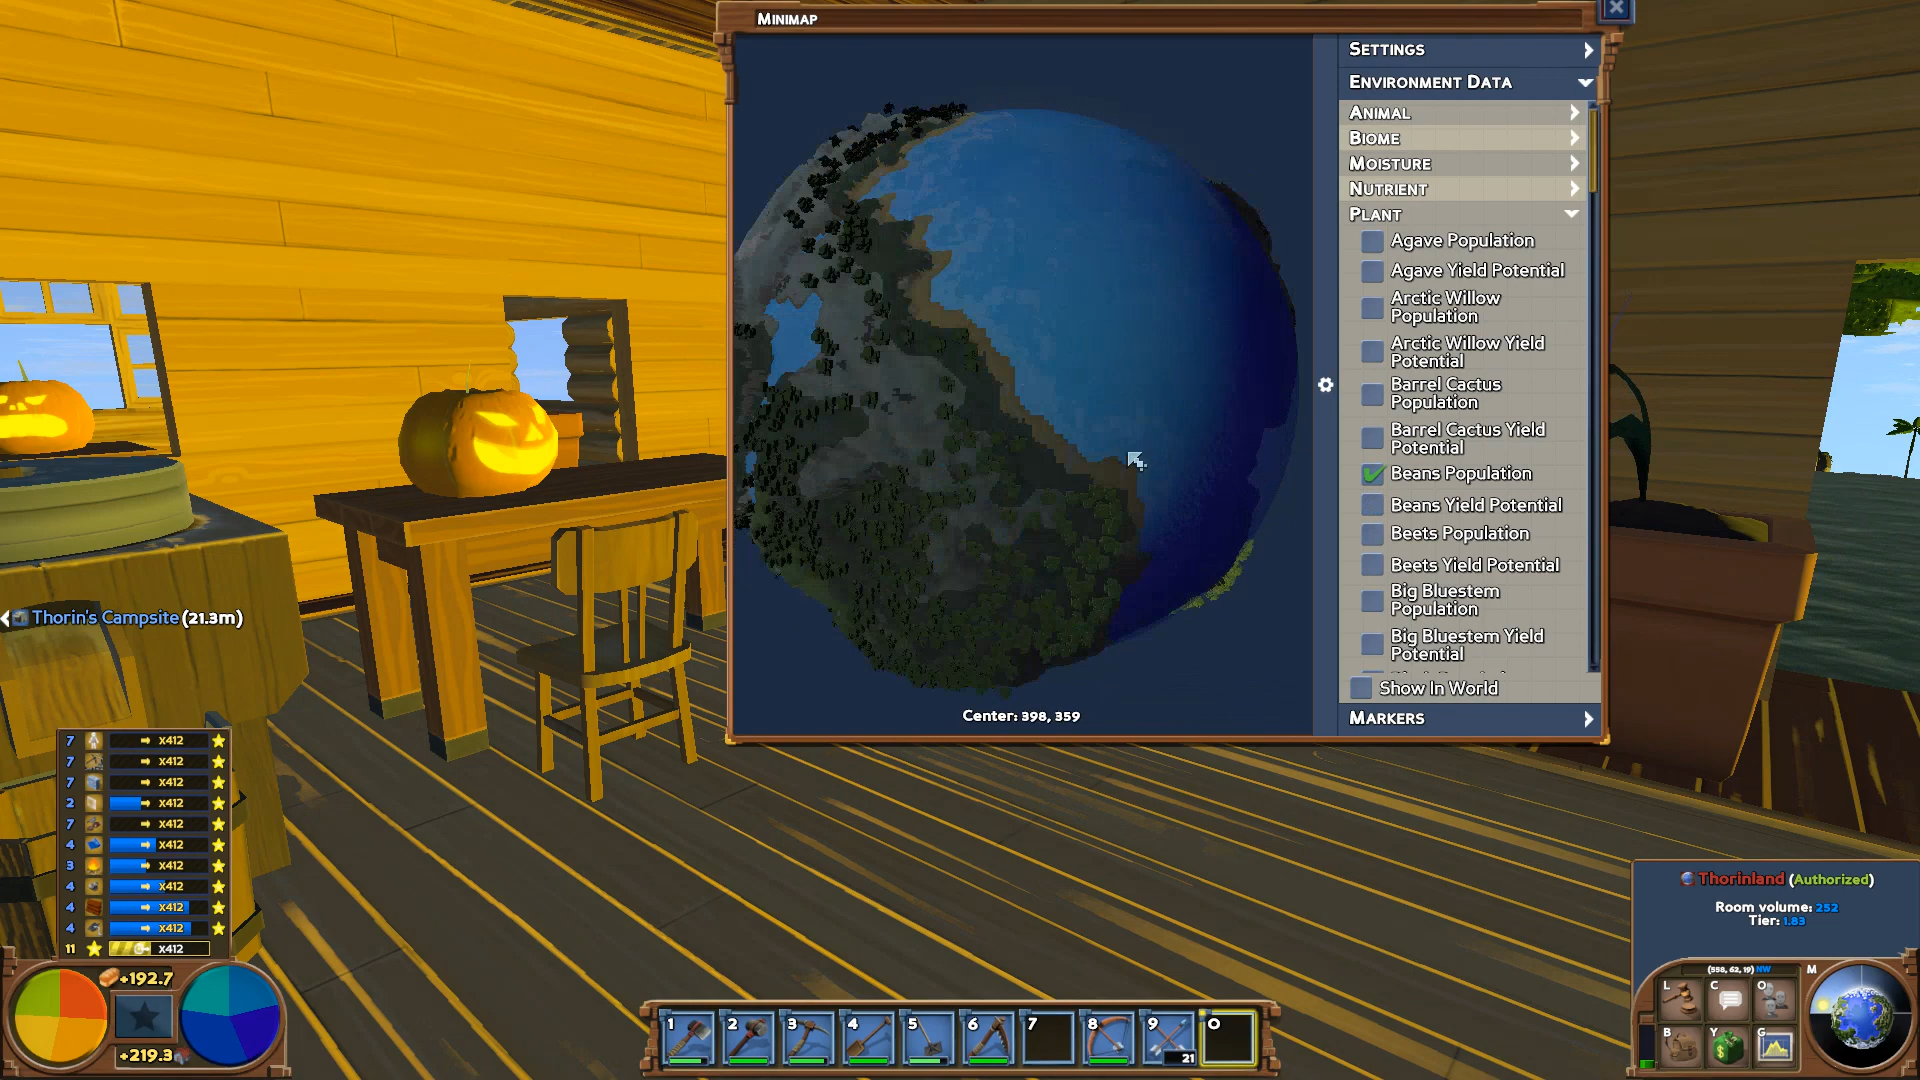 MINIMAP
SETTINGS
ENVIRONMENT DATA
ANIMAL
BIOME
MOISTURE
NUTRIENT
PLANT
Agave Population
Agave Yield Potential
Arctic Willow
Population
Arctic Willow Yield
Potential
Barrel Cactus
Population
Barrel Cactus Yield
Potential
Beans Population
Beans Yield Potential
Beets Population
Beets Yield Potential
Big Bluestem
Population
Big Bluestem Yield
Potential
Show In World
MARKERS
Center: 398, 359
Thorin's Campsite (21.3m)
7 x412
7 x412
7 x412
2 x412
7 x412
4 x412
3 x412
4 x412
4 x412
4 x412
11 x412
+192.7
+219.3
1 2 3 4 5 6 7 8 9 0
21
Thorinland (Authorized)
Room volume: 252
Tier: 1.83
(558, 62, 19) NW
M
L C O
B Y G